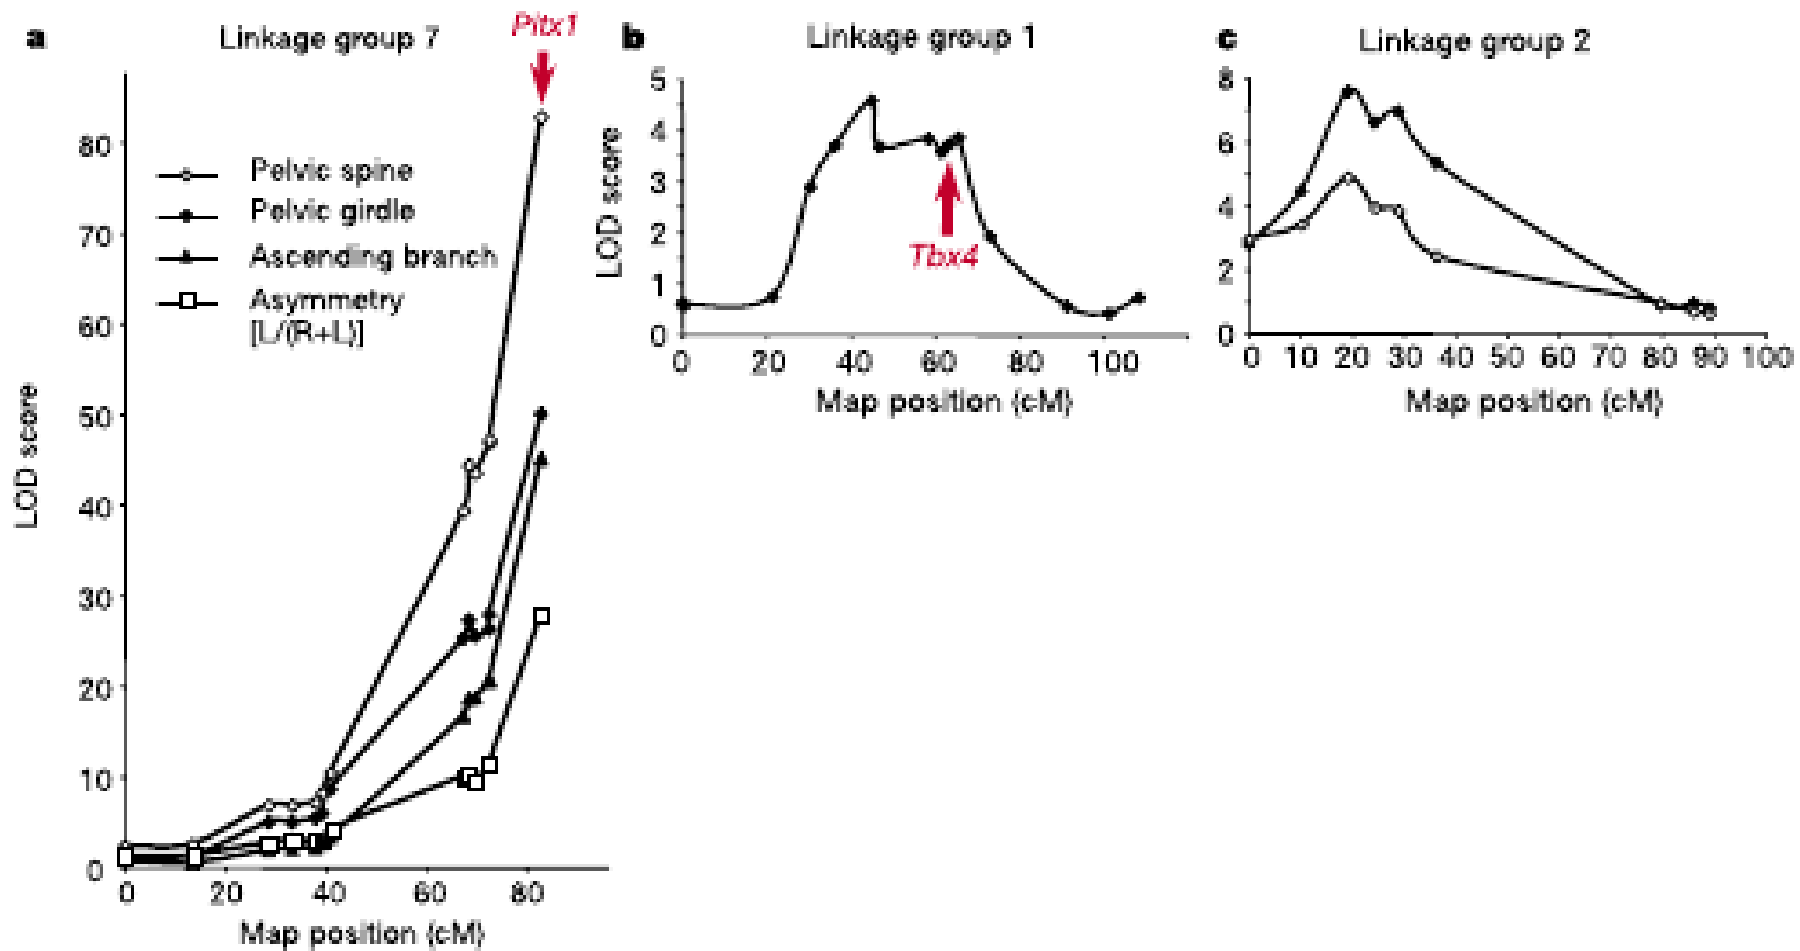 a
Linkage group 7
Pitx1
80
70
60
50
40
30
20
10
0
LOD score
Pelvic spine
Pelvic girdle
Ascending branch
Asymmetry
[L/(R+L)]
0 20 40 60 80
Map position (cM)
b
Linkage group 1
5
4
3
2
1
0
LOD score
Tbx4
0 20 40 60 80 100
Map position (cM)
c
Linkage group 2
8
6
4
2
0
0 10 20 30 40 50 60 70 80 90 100
Map position (cM)